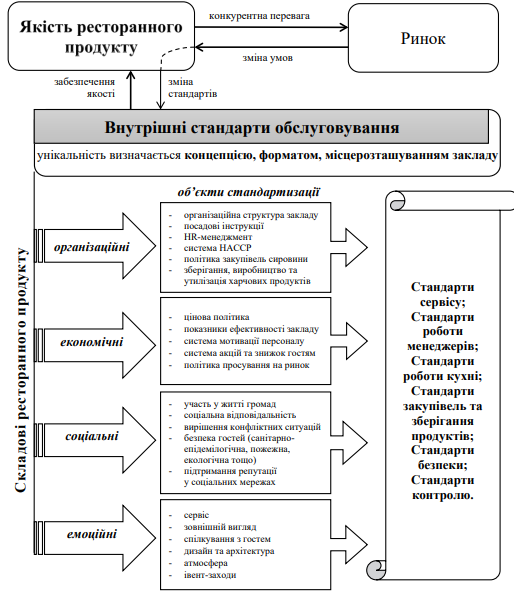 Якість ресторанного
продукту
конкурентна перевага
Ринок
зміна умов
забезпечення
якості
зміна
стандартів
Внутрішні стандарти обслуговування
унікальність визначається концепцією, форматом, місцерозташуванням закладу
Складові ресторанного продукту
об'єкти стандартизації
організаційні
- організаційна структура закладу
- посадові інструкції
- HR-менеджмент
- система НАССР
- політика закупівель сировини
- зберігання, виробництво та
утилізація харчових продуктів
економічні
- цінова політика
- показники ефективності закладу
- система мотивації персоналу
- система акцій та знижок гостям
- політика просування на ринок
соціальні
- участь у житті громад
- соціальна відповідальність
- вирішення конфліктних ситуацій
- безпека гостей (санітарно-
епідемілогічна, пожежна,
екологічна тощо)
- підтримання репутації
у соціальних мережах
емоційні
- сервіс
- зовнішній вигляд
- спілкування з гостем
- дизайн та архітектура
- атмосфера
- івент-заходи
Стандарти
сервісу;
Стандарти
роботи
менеджерів;
Стандарти
роботи кухні;
Стандарти
закупівель та
зберігання
продуктів;
Стандарти
безпеки;
Стандарти
контролю.